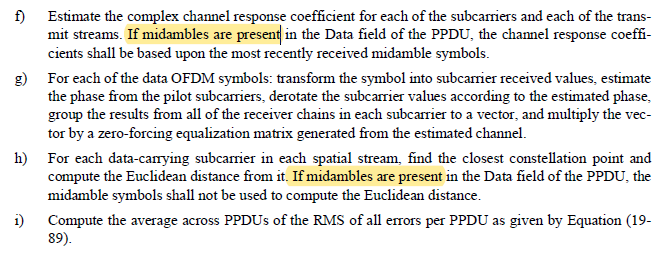 f) Estimate the complex channel response coefficient for each of the subcarriers and each of the trans-
mit streams. If midambles are present in the Data field of the PPDU, the channel response coeffi-
cients shall be based upon the most recently received midamble symbols.
g) For each of the data OFDM symbols: transform the symbol into subcarrier received values, estimate
the phase from the pilot subcarriers, derotate the subcarrier values according to the estimated phase,
group the results from all of the receiver chains in each subcarrier to a vector, and multiply the vec-
tor by a zero-forcing equalization matrix generated from the estimated channel.
h) For each data-carrying subcarrier in each spatial stream, find the closest constellation point and
compute the Euclidean distance from it. If midambles are present in the Data field of the PPDU, the
midamble symbols shall not be used to compute the Euclidean distance.
i) Compute the average across PPDUs of the RMS of all errors per PPDU as given by Equation (19-
89).